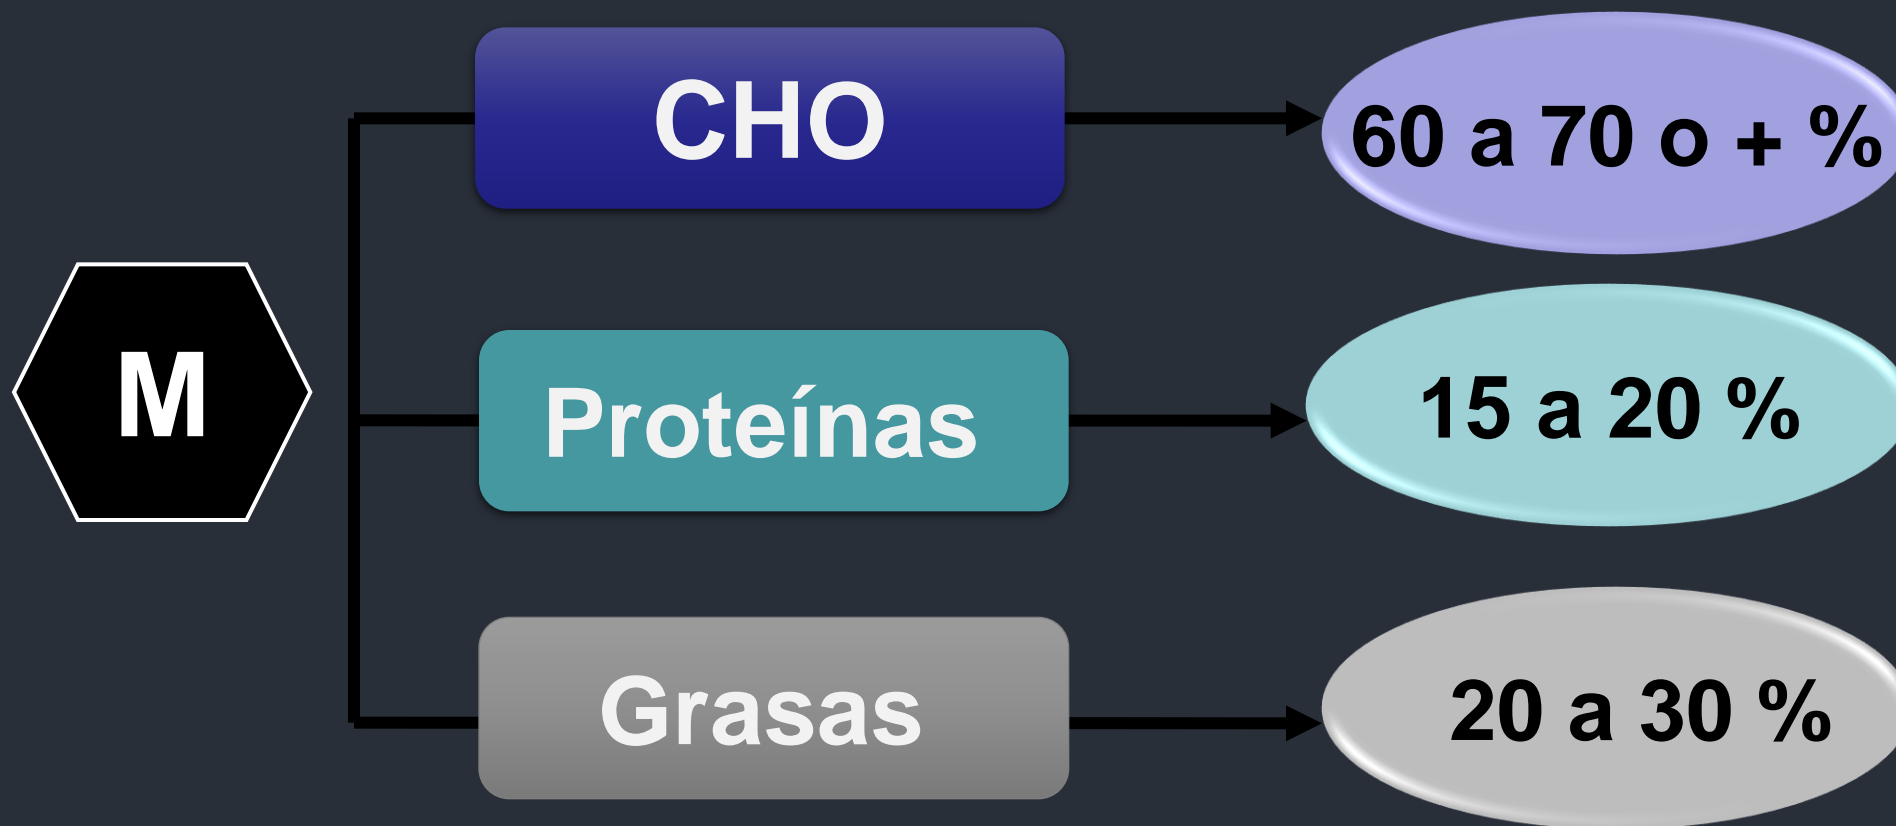 M
CHO
60 a 70 o + %
Proteínas
15 a 20 %
Grasas
20 a 30 %